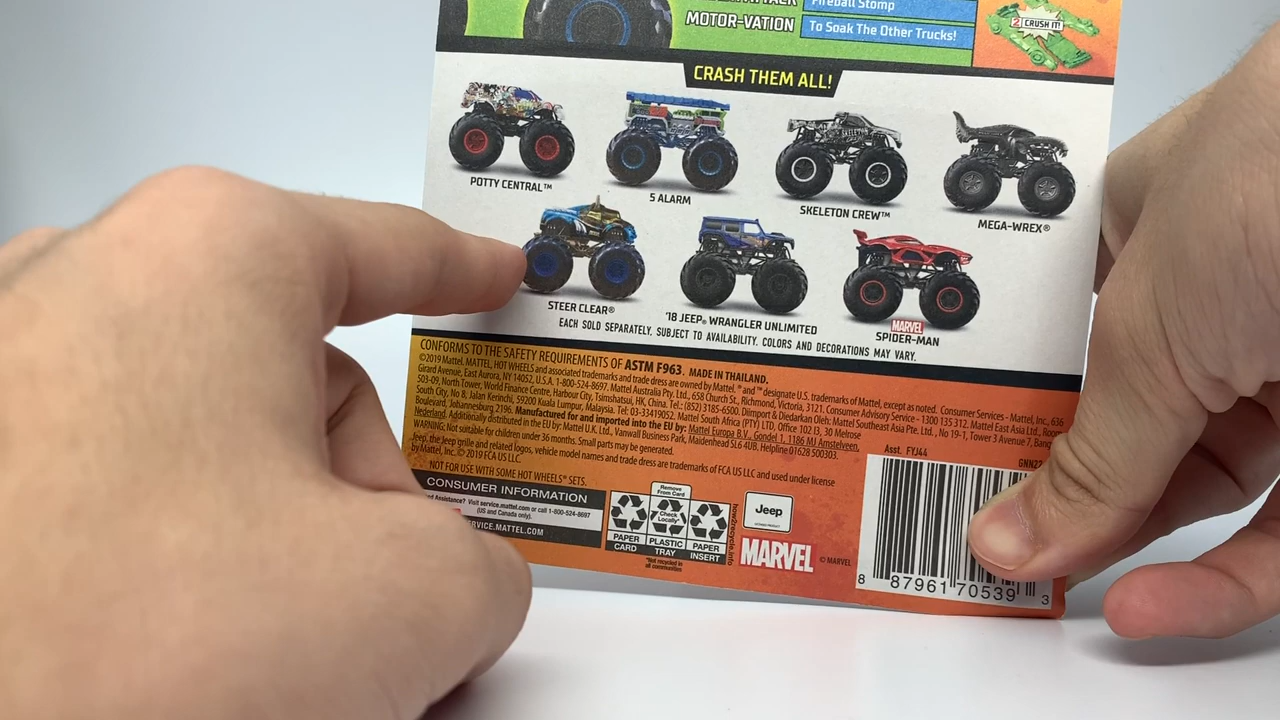 Fireball Stomp
MOTOR-VATION To Soak The Other Trucks!
2 CRUSH IT!
CRASH THEM ALL!
POTTY CENTRAL™
5 ALARM
SKELETON CREW™
MEGA-WREX®
STEER CLEAR®
'18 JEEP® WRANGLER UNLIMITED
MARVEL
SPIDER-MAN
EACH SOLD SEPARATELY. SUBJECT TO AVAILABILITY. COLORS AND DECORATIONS MAY VARY.
CONFORMS TO THE SAFETY REQUIREMENTS OF ASTM F963. MADE IN THAILAND.
©2019 Mattel. MATTEL, HOT WHEELS and associated trademarks and trade dress are owned by Mattel. ® and ™ designate U.S. trademarks of Mattel, except as noted. Consumer Services - Mattel, Inc., 636
Girard Avenue, East Aurora, NY 14052, U.S.A. 1-800-524-8697. Mattel Australia Pty. Ltd., 658 Church St., Richmond, Victoria, 3121. Consumer Advisory Service - 1300 135 312. Mattel East Asia Ltd., Room
503-09, North Tower, World Finance Centre, Harbour City, Tsimshatsui, HK, China. Tel.: (852) 3185-6500. Diimport & Diedarkan Oleh: Mattel Southeast Asia Pte. Ltd., No 19-1, Tower 3 Avenue 7,
South City, No 8, Jalan Kerinchi, 59200 Kuala Lumpur, Malaysia. Tel: 03-33419052. Mattel South Africa (PTY) LTD, Office 102 I3, 30 Melrose
Boulevard, Johannesburg 2196. Manufactured for and imported into the EU by: Mattel Europa B.V., Gondel 1, 1186 MJ Amstelveen,
Nederland. Additionally distributed in the EU by: Mattel U.K. Ltd., Vanwall Business Park, Maidenhead SL6 4UB. Helpline 01628 500303.
WARNING: Not suitable for children under 36 months. Small parts may be generated.
Jeep, the Jeep grille and related logos, vehicle model names and trade dress are trademarks of FCA US LLC and used under license
by Mattel, Inc. © 2019 FCA US LLC.
NOT FOR USE WITH SOME HOT WHEELS® SETS.
Asst. FYJ44
GNN22
CONSUMER INFORMATION
Assistance? Visit service.mattel.com or call 1-800-524-8697
(US and Canada only).
SERVICE.MATTEL.COM
Remove From Card
Check Locally*
PAPER CARD
PLASTIC TRAY
PAPER INSERT
*Not recycled in all communities
how2recycle.info
Jeep
MARVEL © MARVEL
8 87961 70539 3